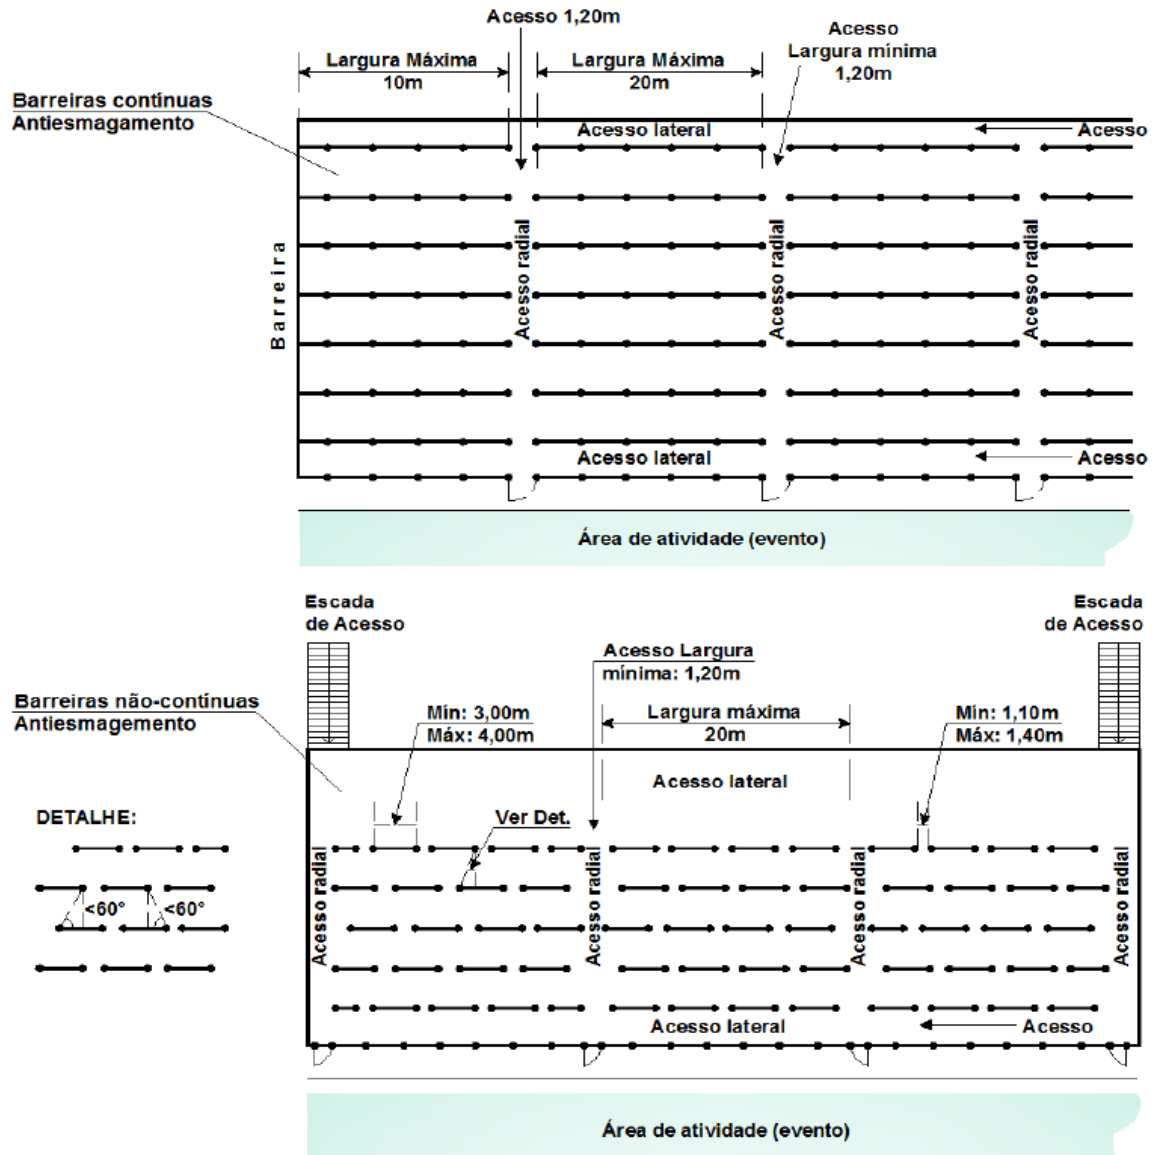 Acesso 1,20m
Acesso
Largura mínima
1,20m
Largura Máxima
10m
Largura Máxima
20m
Barreiras contínuas
Antiesmagamento
Acesso lateral
Acesso
Barreira
Acesso radial
Acesso radial
Acesso radial
Acesso lateral
Acesso
Área de atividade (evento)
Escada
de Acesso
Escada
de Acesso
Acesso Largura
mínima: 1,20m
Barreiras não-contínuas
Antiesmagemento
Mín: 3,00m
Máx: 4,00m
Largura máxima
20m
Mín: 1,10m
Máx: 1,40m
Acesso lateral
DETALHE:
Ver Det.
<60°
<60°
Acesso radial
Acesso radial
Acesso radial
Acesso radial
Acesso lateral
Acesso
Área de atividade (evento)